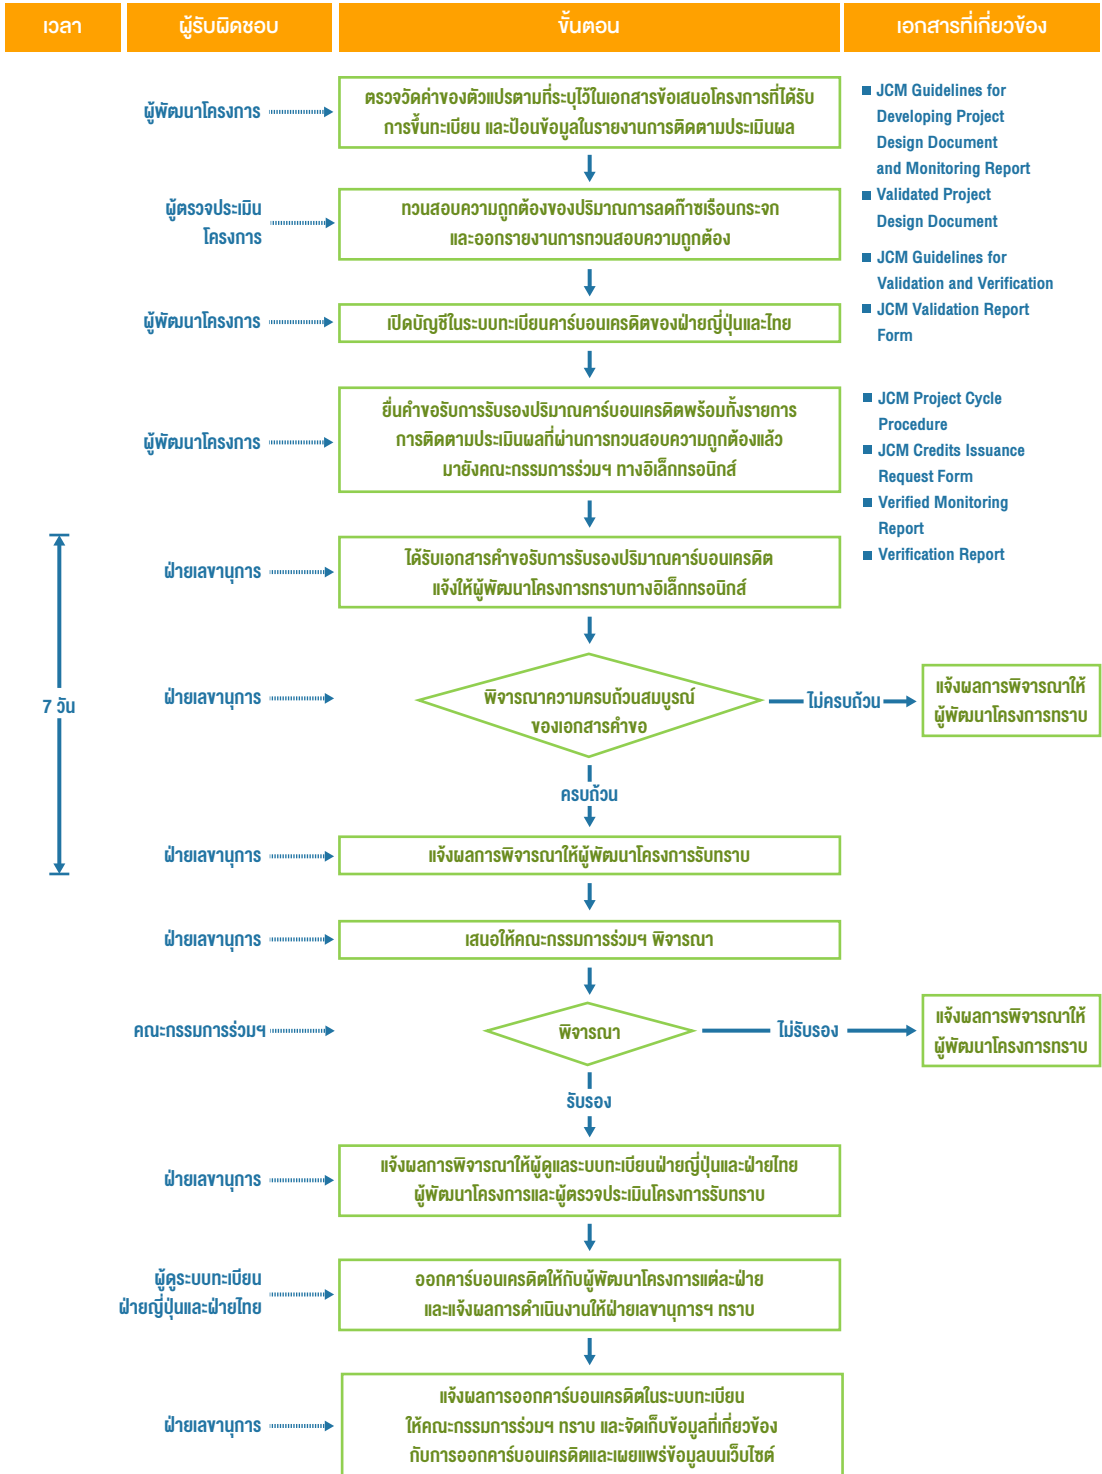 เวลา
ผู้รับผิดชอบ
ขั้นตอน
เอกสารที่เกี่ยวข้อง
ผู้พัฒนาโครงการ
ตรวจวัดค่าของตัวแปรตามที่ระบุไว้ในเอกสารข้อเสนอโครงการที่ได้รับ
การขึ้นทะเบียน และป้อนข้อมูลในรายงานการติดตามประเมินผล
■ JCM Guidelines for
Developing Project
Design Document
and Monitoring Report
■ Validated Project
Design Document
ผู้ตรวจประเมิน
โครงการ
ทวนสอบความถูกต้องของปริมาณการลดก๊าซเรือนกระจก
และออกรายงานการทวนสอบความถูกต้อง
■ JCM Guidelines for
Validation and Verification
■ JCM Validation Report
Form
ผู้พัฒนาโครงการ
เปิดบัญชีในระบบทะเบียนคาร์บอนเครดิตของฝ่ายญี่ปุ่นและไทย
ผู้พัฒนาโครงการ
ยื่นคำขอรับการรับรองปริมาณคาร์บอนเครดิตพร้อมทั้งรายการ
การติดตามประเมินผลที่ผ่านการทวนสอบความถูกต้องแล้ว
มายังคณะกรรมการร่วมฯ ทางอิเล็กทรอนิกส์
■ JCM Project Cycle
Procedure
■ JCM Credits Issuance
Request Form
■ Verified Monitoring
Report
■ Verification Report
7 วัน
ฝ่ายเลขานุการ
ได้รับเอกสารคำขอรับการรับรองปริมาณคาร์บอนเครดิต
แจ้งให้ผู้พัฒนาโครงการทราบทางอิเล็กทรอนิกส์
ฝ่ายเลขานุการ
พิจารณาความครบถ้วนสมบูรณ์
ของเอกสารคำขอ
ไม่ครบถ้วน
แจ้งผลการพิจารณาให้
ผู้พัฒนาโครงการทราบ
ครบถ้วน
ฝ่ายเลขานุการ
แจ้งผลการพิจารณาให้ผู้พัฒนาโครงการรับทราบ
ฝ่ายเลขานุการ
เสนอให้คณะกรรมการร่วมฯ พิจารณา
คณะกรรมการร่วมฯ
พิจารณา
ไม่รับรอง
แจ้งผลการพิจารณาให้
ผู้พัฒนาโครงการทราบ
รับรอง
ฝ่ายเลขานุการ
แจ้งผลการพิจารณาให้ผู้ดูแลระบบทะเบียนฝ่ายญี่ปุ่นและฝ่ายไทย
ผู้พัฒนาโครงการและผู้ตรวจประเมินโครงการรับทราบ
ผู้ดูระบบทะเบียน
ฝ่ายญี่ปุ่นและฝ่ายไทย
ออกคาร์บอนเครดิตให้กับผู้พัฒนาโครงการแต่ละฝ่าย
และแจ้งผลการดำเนินงานให้ฝ่ายเลขานุการฯ ทราบ
ฝ่ายเลขานุการ
แจ้งผลการออกคาร์บอนเครดิตในระบบทะเบียน
ให้คณะกรรมการร่วมฯ ทราบ และจัดเก็บข้อมูลที่เกี่ยวข้อง
กับการออกคาร์บอนเครดิตและเผยแพร่ข้อมูลบนเว็บไซต์